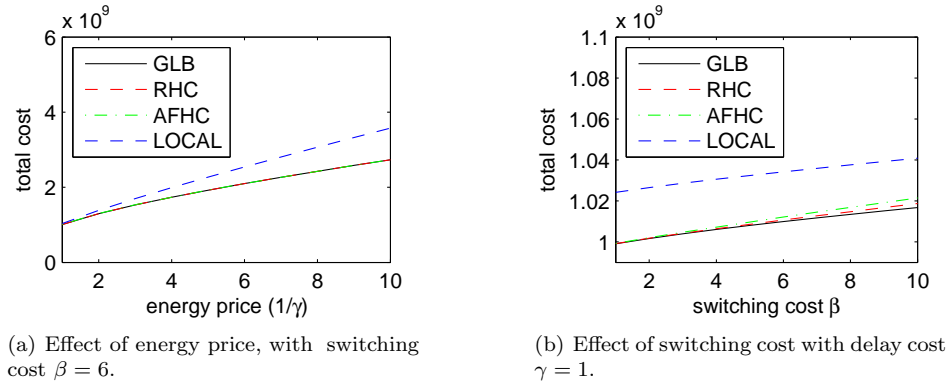 x 10^9
6
4
2
0
total cost
GLB
RHC
AFHC
LOCAL
2 4 6 8 10
energy price (1/γ)
(a) Effect of energy price, with switching
cost β = 6.
x 10^9
1.1
1.08
1.06
1.04
1.02
1
total cost
GLB
RHC
AFHC
LOCAL
2 4 6 8 10
switching cost β
(b) Effect of switching cost with delay cost
γ = 1.